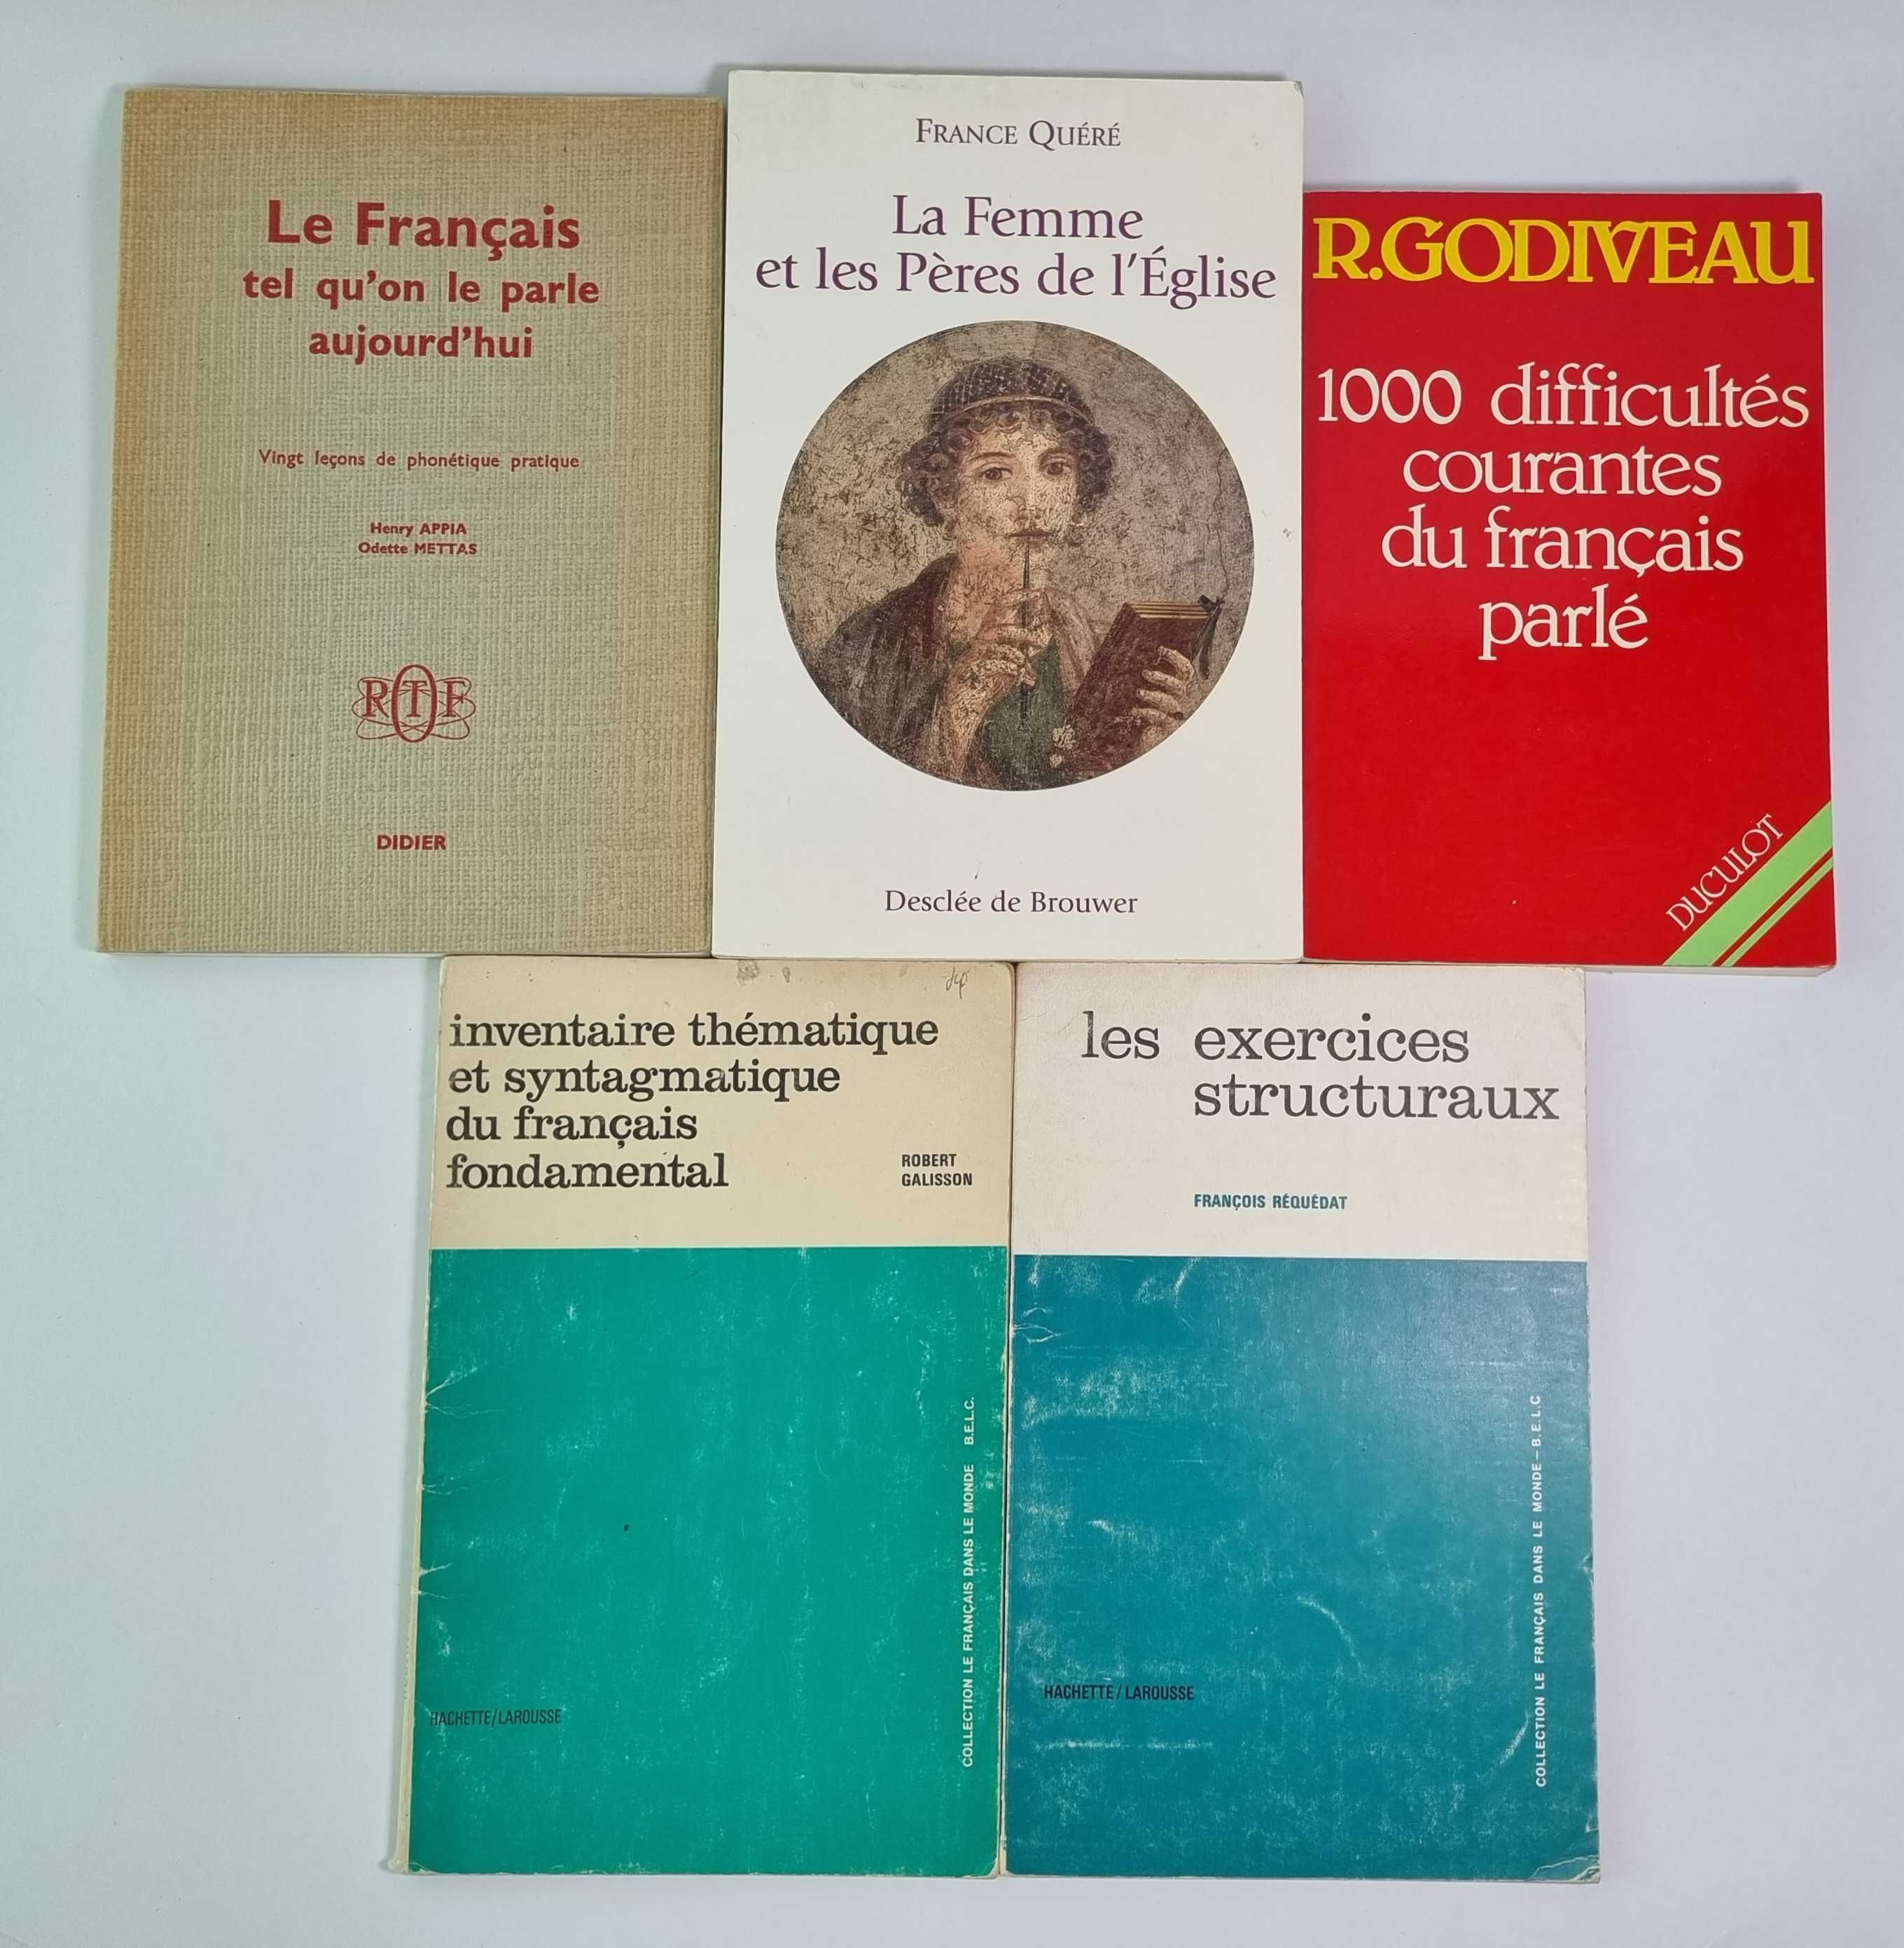 Le Français
tel qu'on le parle
aujourd'hui
Vingt leçons de phonétique pratique
Henry APPIA
Odette METTAS
RTF
DIDIER
FRANCE QUÉRÉ
La Femme
et les Pères de l'Église
Desclée de Brouwer
R.GODIVEAU
1000 difficultés
courantes
du français
parlé
DUCULOT
inventaire thématique
et syntagmatique
du français
fondamental
ROBERT
GALISSON
HACHETTE/LAROUSSE
COLLECTION LE FRANÇAIS DANS LE MONDE B.E.L.C.
les exercices
structuraux
FRANÇOIS RÉQUÉDAT
HACHETTE/LAROUSSE
COLLECTION LE FRANÇAIS DANS LE MONDE-B.E.L.C